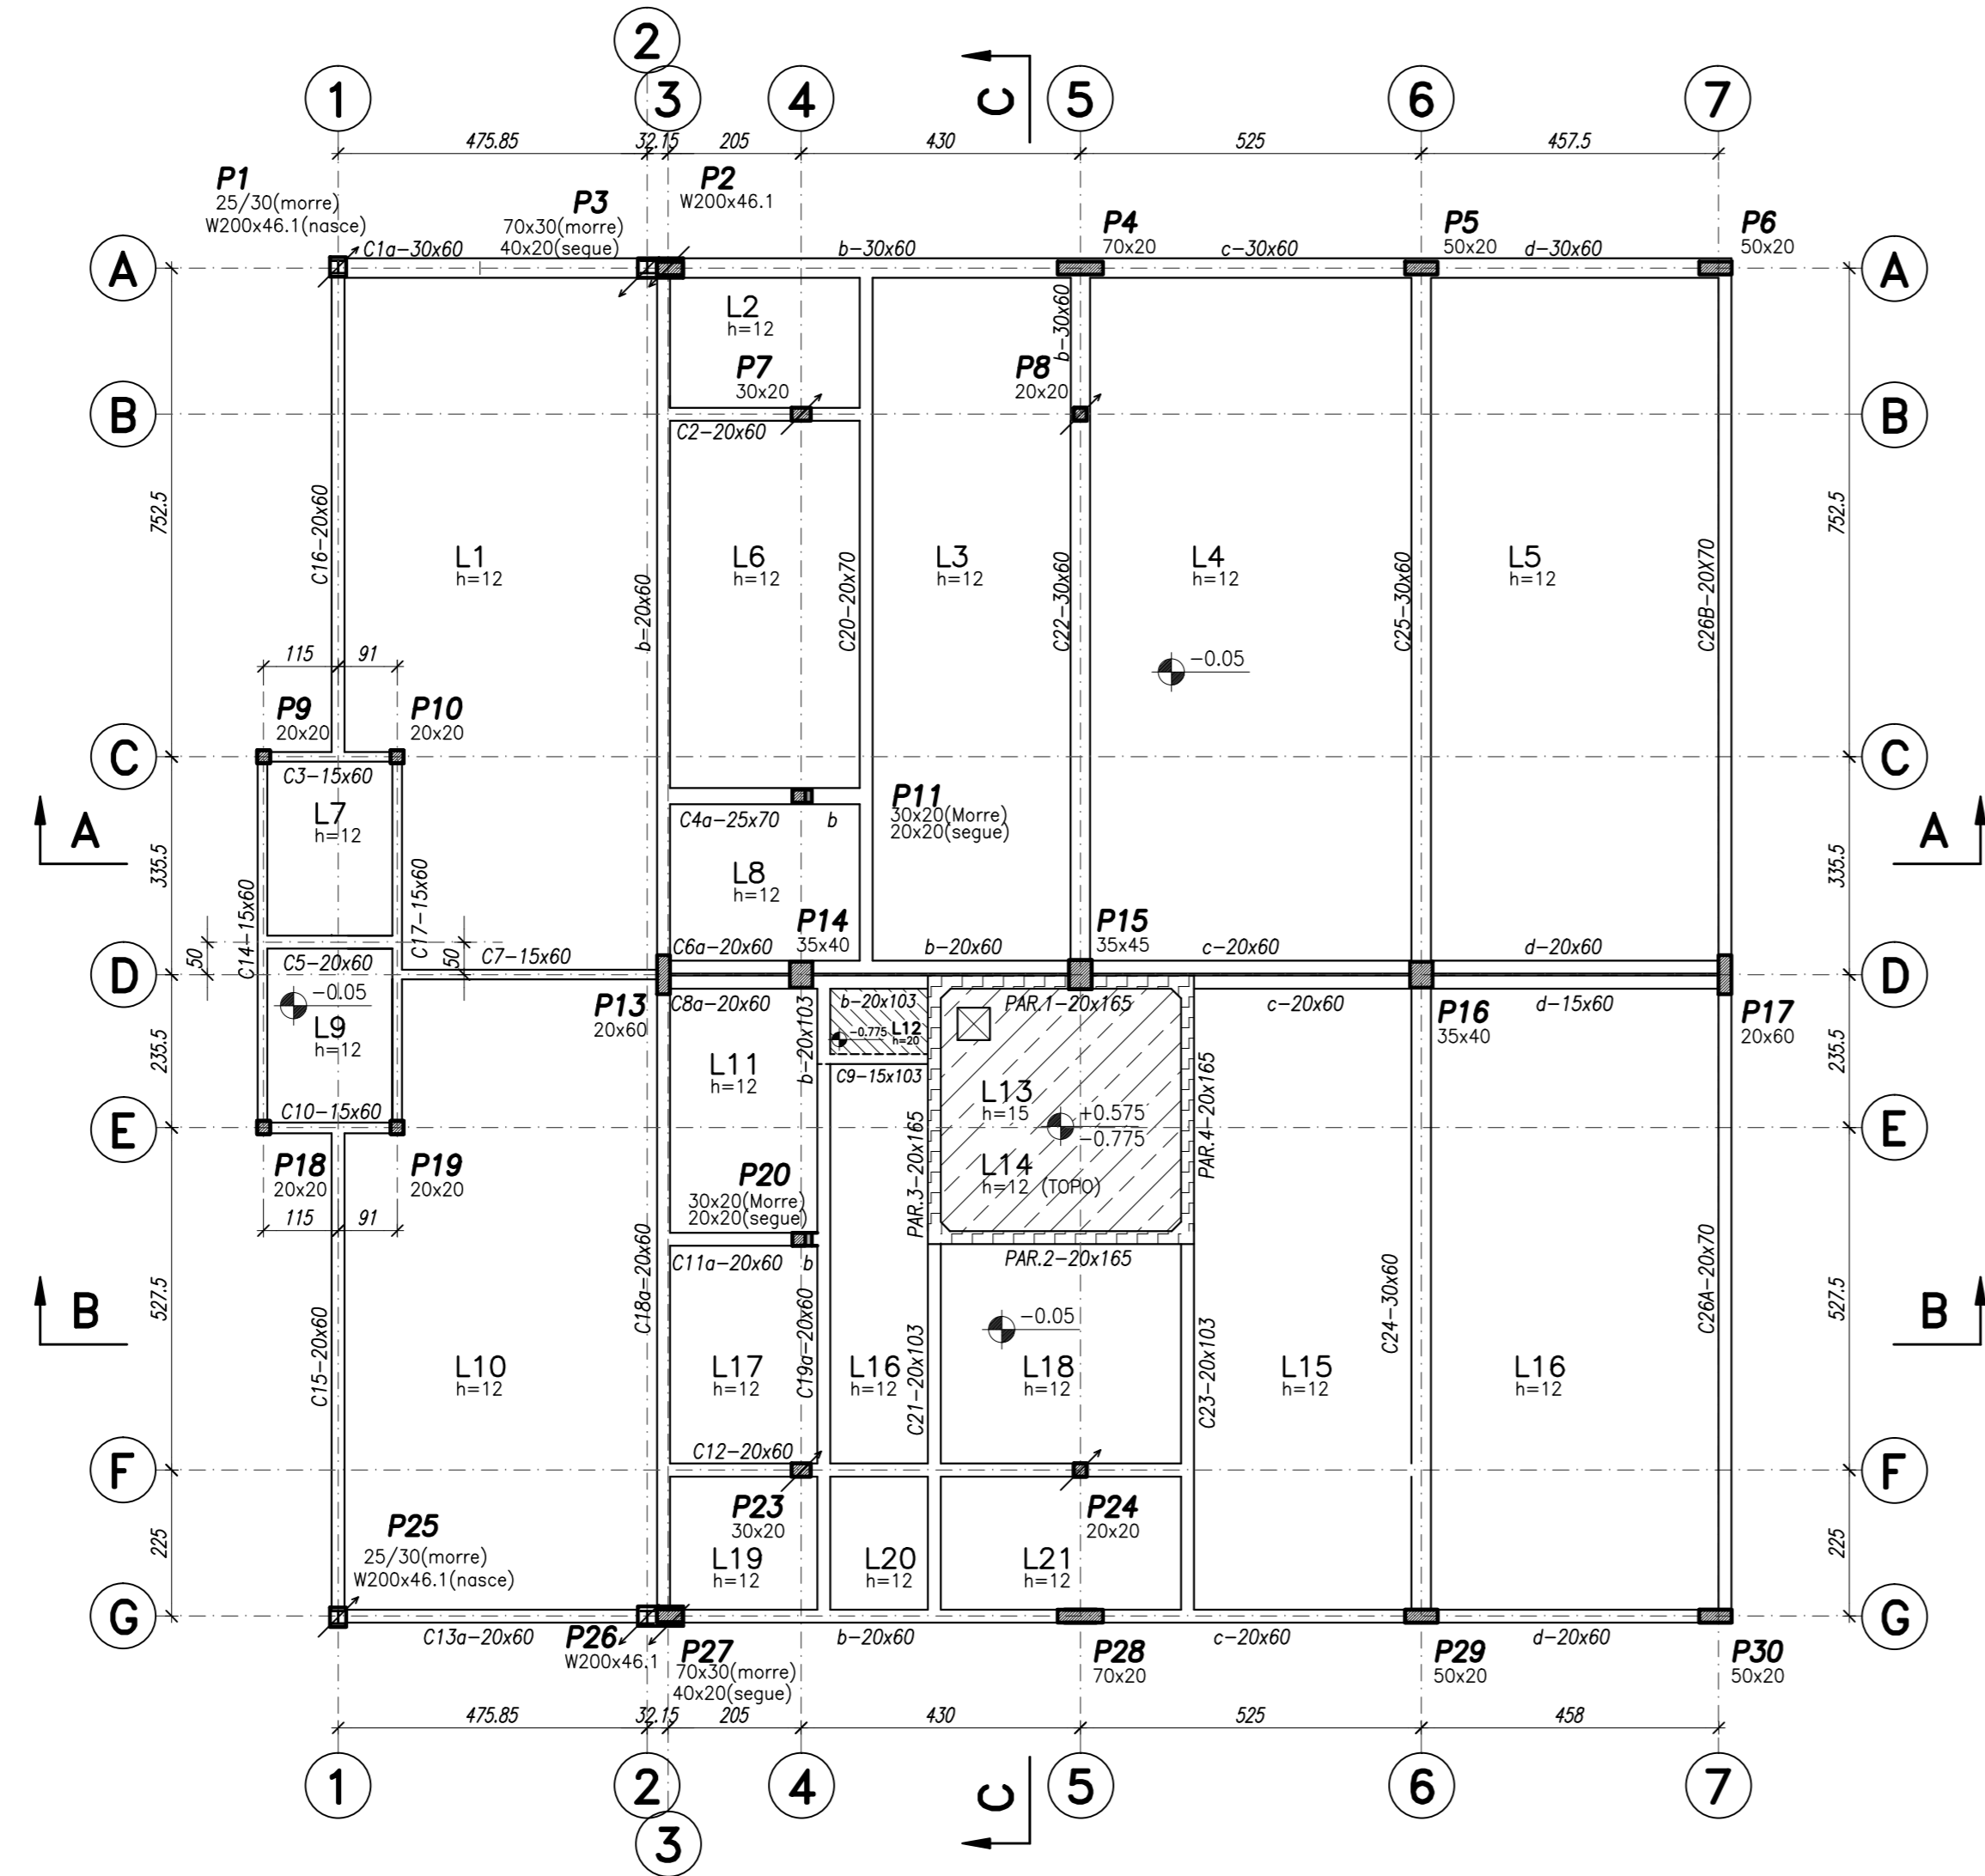 2
1
3
4
C
5
6
7
475.85
32.15
205
430
525
457.5
P1
25/30(morre)
W200x46.1(nasce)
P3
70x30(morre)
40x20(segue)
P2
W200x46.1
P4
70x20
P5
50x20
P6
50x20
C1a-30x60
b-30x60
c-30x60
d-30x60
A
A
L2
h=12
b-30x60
P7
30x20
P8
20x20
B
B
C2-20x60
752.5
C16-20x60
L1
h=12
b-20x60
L6
h=12
C20-20x70
L3
h=12
C22-30x60
L4
h=12
C25-30x60
L5
h=12
C26B-20x70
752.5
-0.05
115
91
P9
20x20
P10
20x20
C
C
C3-15x60
L7
h=12
P11
30x20(Morre)
20x20(segue)
C4a-25x70
b
A
A
335.5
335.5
L8
h=12
C14-15x60
C17-15x60
P14
35x40
P15
35x45
50
50
C5-20x60
C7-15x60
C6a-20x60
b-20x60
c-20x60
d-20x60
D
D
-0.05
L9
h=12
P13
20x60
C8a-20x60
b-20x103
b-20x103
-0.775
L12
h=20
PAR.1-20x165
c-20x60
P16
35x40
d-15x60
P17
20x60
235.5
235.5
L11
h=12
C9-15x103
L13
h=15
+0.575
-0.775
PAR.3-20x165
PAR.4-20x165
C10-15x60
E
E
P18
20x20
P19
20x20
L14
h=12 (TOPO)
P20
30x20(Morre)
20x20(segue)
115
91
C11a-20x60
b
PAR.2-20x165
B
B
527.5
527.5
C15-20x60
C18a-20x60
C19a-20x60
C21-20x103
-0.05
C23-20x103
C24-30x60
C26A-20x70
L10
h=12
L17
h=12
L16
h=12
L18
h=12
L15
h=12
L16
h=12
C12-20x60
F
F
P25
25/30(morre)
W200x46.1(nasce)
P23
30x20
P24
20x20
225
225
L19
h=12
L20
h=12
L21
h=12
G
G
C13a-20x60
P26
W200x46.1
P27
70x30(morre)
40x20(segue)
b-20x60
P28
70x20
c-20x60
P29
50x20
d-20x60
P30
50x20
475.85
32.15
205
430
525
458
1
2
4
C
5
6
7
3